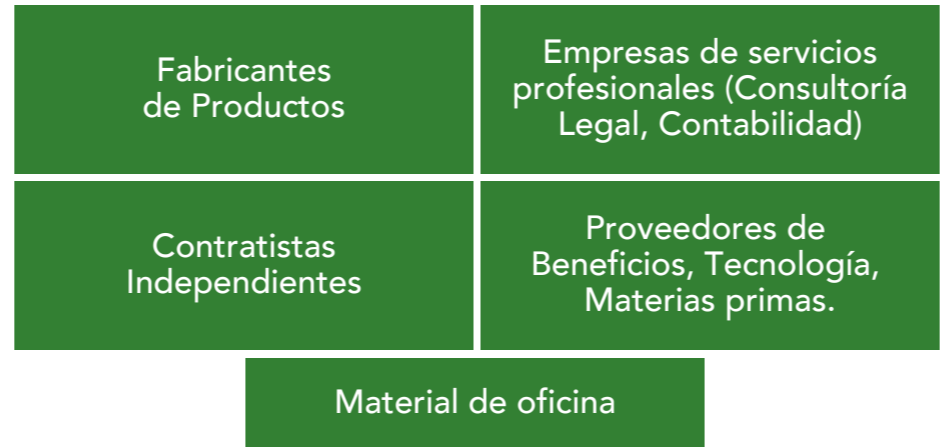 Fabricantes
de Productos
Empresas de servicios
profesionales (Consultoría
Legal, Contabilidad)
Contratistas
Independientes
Proveedores de
Beneficios, Tecnología,
Materias primas.
Material de oficina